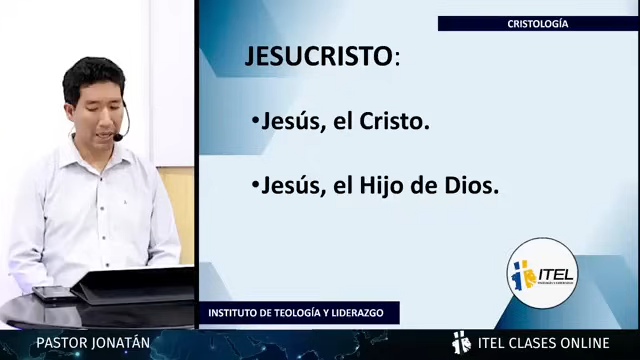 CRISTOLOGÍA
JESUCRISTO:
•Jesús, el Cristo.
•Jesús, el Hijo de Dios.
ITEL
INSTITUTO DE TEOLOGÍA Y LIDERAZGO
PASTOR JONATÁN
ITEL CLASES ONLINE